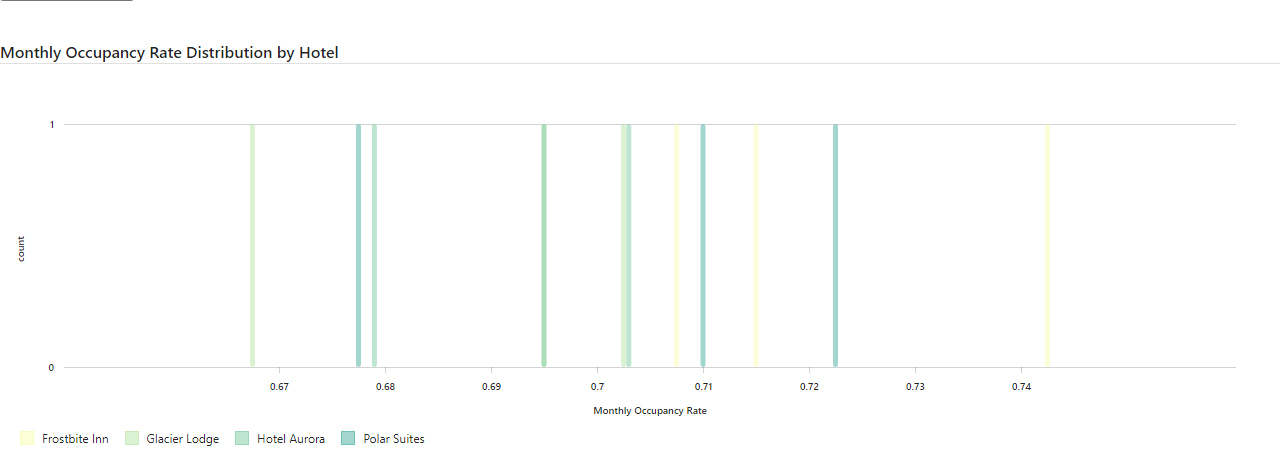 Monthly Occupancy Rate Distribution by Hotel
1
count
0
0.67 0.68 0.69 0.7 0.71 0.72 0.73 0.74
Monthly Occupancy Rate
Frostbite Inn Glacier Lodge Hotel Aurora Polar Suites